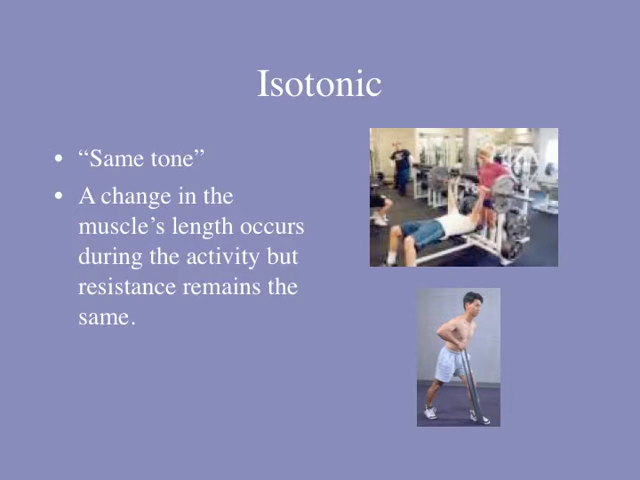 Isotonic
• “Same tone”
• A change in the
muscle’s length occurs
during the activity but
resistance remains the
same.